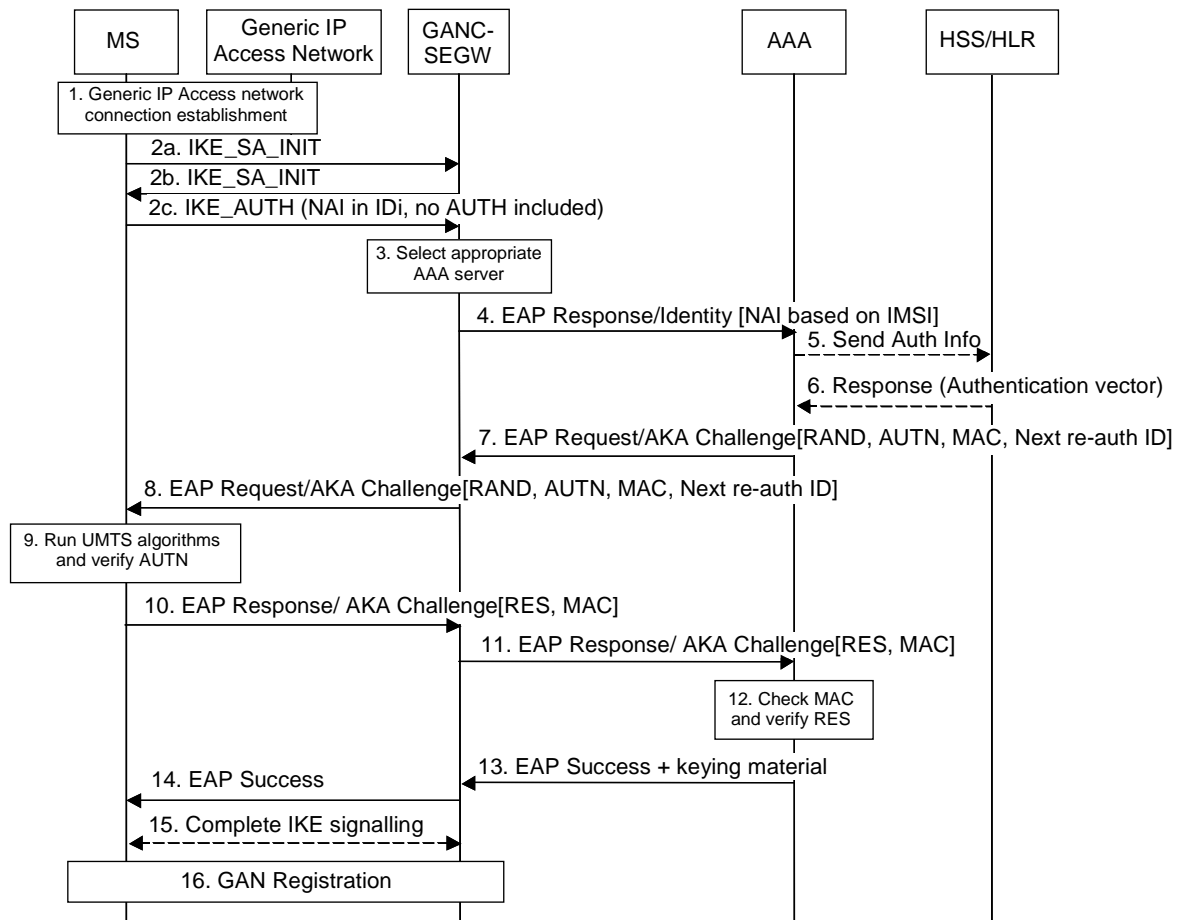 MS
Generic IP
Access Network
GANC-
SEGW
AAA
HSS/HLR
1. Generic IP Access network
connection establishment
2a. IKE_SA_INIT
2b. IKE_SA_INIT
2c. IKE_AUTH (NAI in IDi, no AUTH included)
3. Select appropriate
AAA server
4. EAP Response/Identity [NAI based on IMSI]
5. Send Auth Info
6. Response (Authentication vector)
7. EAP Request/AKA Challenge[RAND, AUTN, MAC, Next re-auth ID]
8. EAP Request/AKA Challenge[RAND, AUTN, MAC, Next re-auth ID]
9. Run UMTS algorithms
and verify AUTN
10. EAP Response/ AKA Challenge[RES, MAC]
11. EAP Response/ AKA Challenge[RES, MAC]
12. Check MAC
and verify RES
13. EAP Success + keying material
14. EAP Success
15. Complete IKE signalling
16. GAN Registration